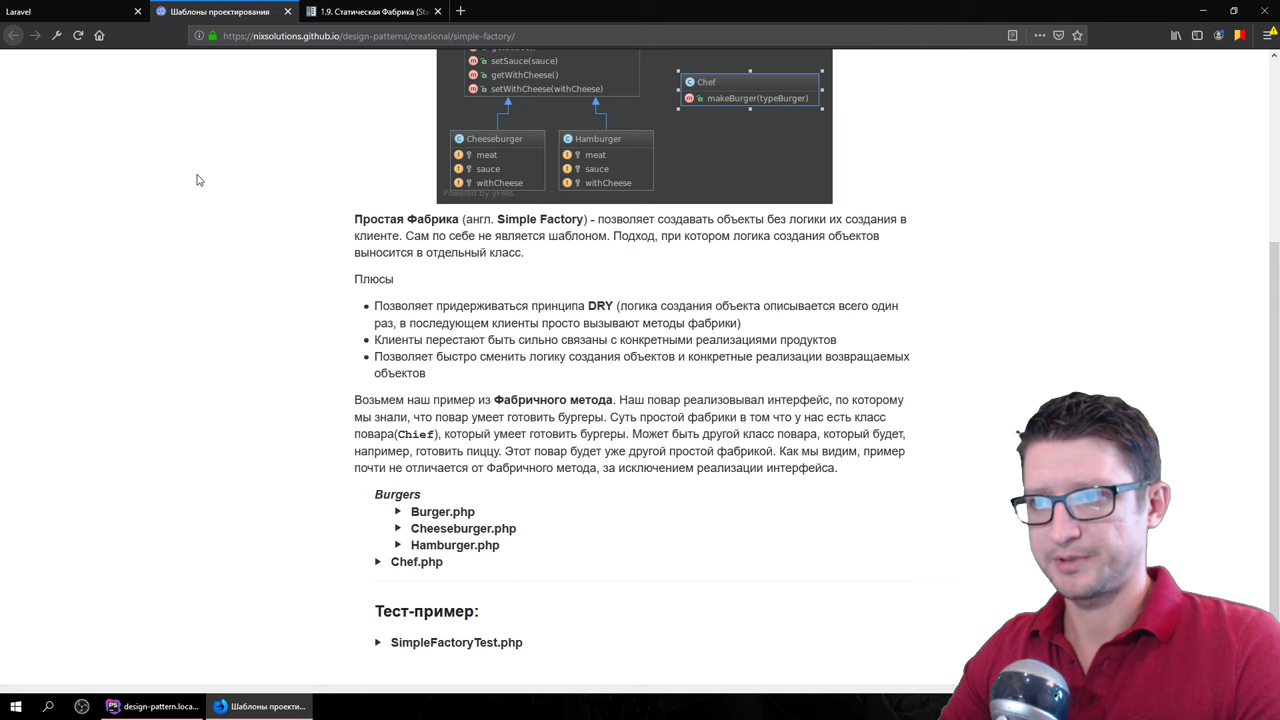 Laravel
Шаблоны проектирования
1.9. Статическая Фабрика (Sta
https://nixsolutions.github.io/design-patterns/creational/simple-factory/
setSauce(sauce)
getWithCheese()
setWithCheese(withCheese)
Chef
makeBurger(typeBurger)
Cheeseburger
meat
sauce
withCheese
Hamburger
meat
sauce
withCheese
Powered by yFiles
Простая Фабрика (англ. Simple Factory) - позволяет создавать объекты без логики их создания в
клиенте. Сам по себе не является шаблоном. Подход, при котором логика создания объектов
выносится в отдельный класс.
Плюсы
Позволяет придерживаться принципа DRY (логика создания объекта описывается всего один
раз, в последующем клиенты просто вызывают методы фабрики)
Клиенты перестают быть сильно связаны с конкретными реализациями продуктов
Позволяет быстро сменить логику создания объектов и конкретные реализации возвращаемых
объектов
Возьмем наш пример из Фабричного метода. Наш повар реализовывал интерфейс, по которому
мы знали, что повар умеет готовить бургеры. Суть простой фабрики в том что у нас есть класс
повара(Chief), который умеет готовить бургеры. Может быть другой класс повара, который будет,
например, готовить пиццу. Этот повар будет уже другой простой фабрикой. Как мы видим, пример
почти не отличается от Фабричного метода, за исключением реализации интерфейса.
Burgers
Burger.php
Cheeseburger.php
Hamburger.php
Chef.php
Тест-пример:
SimpleFactoryTest.php
design-pattern.loca...
Шаблоны проекти...